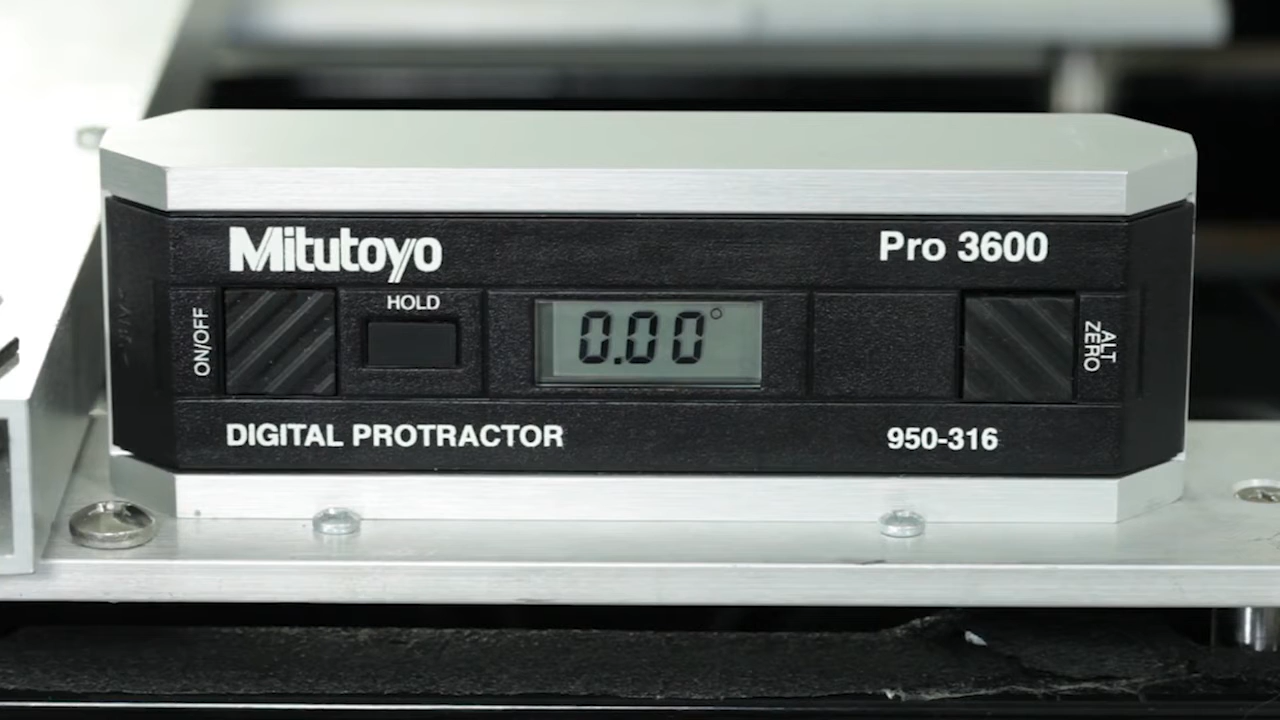 Mitutoyo
Pro 3600
ON/OFF
HOLD
0.00°
ALT
ZERO
DIGITAL PROTRACTOR
950-316